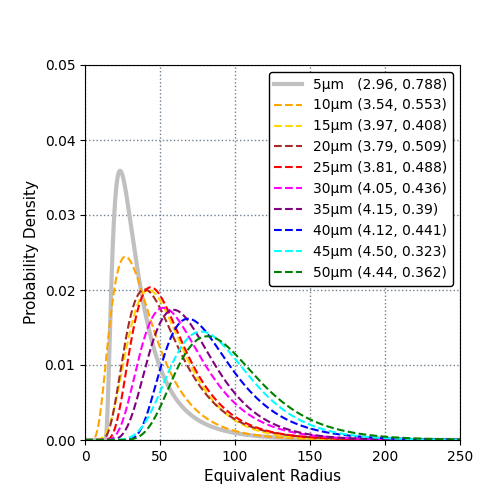 0.05
0.04
0.03
0.02
0.01
0.00
Probability Density
5μm (2.96, 0.788)
10μm (3.54, 0.553)
15μm (3.97, 0.408)
20μm (3.79, 0.509)
25μm (3.81, 0.488)
30μm (4.05, 0.436)
35μm (4.15, 0.39)
40μm (4.12, 0.441)
45μm (4.50, 0.323)
50μm (4.44, 0.362)
0 50 100 150 200 250
Equivalent Radius